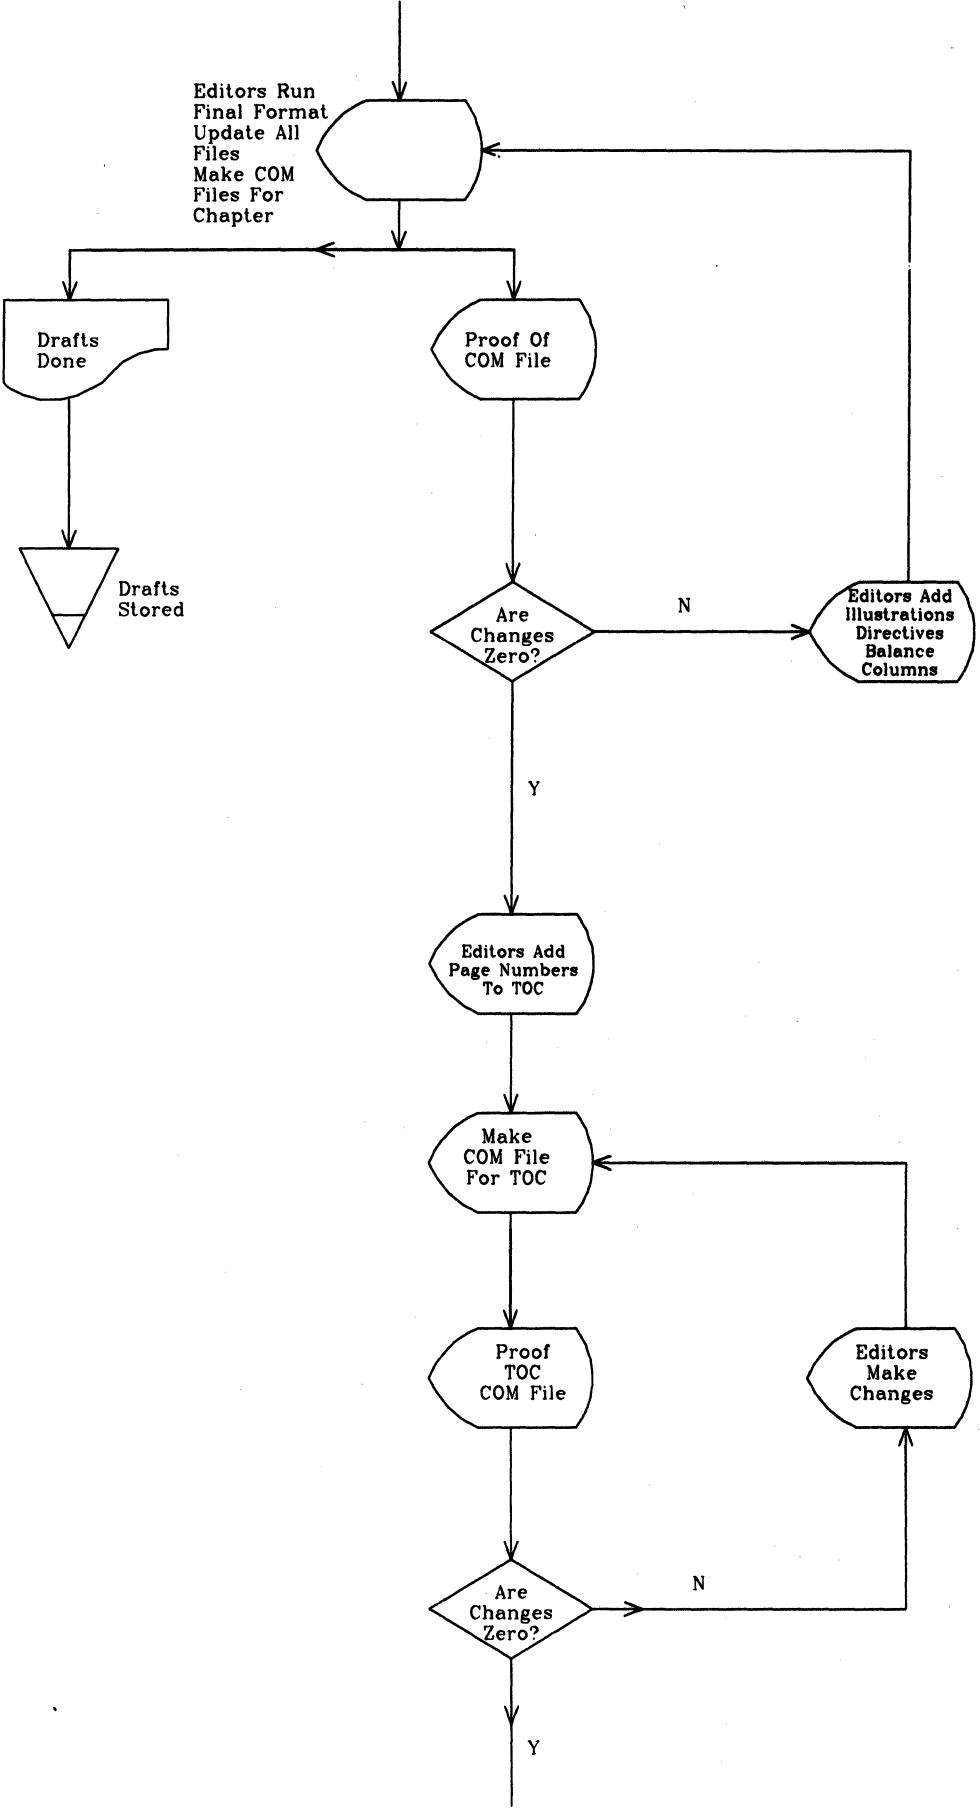 Editors Run
Final Format
Update All
Files
Make COM
Files For
Chapter
Drafts
Done
Proof Of
COM File
Drafts
Stored
Are
Changes
Zero?
N
Editors Add
Illustrations
Directives
Balance
Columns
Y
Editors Add
Page Numbers
To TOC
Make
COM File
For TOC
Proof
TOC
COM File
Editors
Make
Changes
Are
Changes
Zero?
N
Y